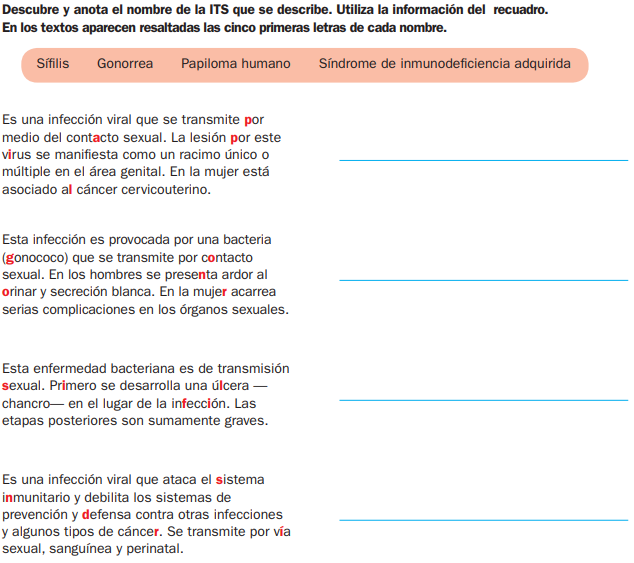 Descubre y anota el nombre de la ITS que se describe. Utiliza la información del recuadro.
En los textos aparecen resaltadas las cinco primeras letras de cada nombre.
Sífilis Gonorrea Papiloma humano Síndrome de inmunodeficiencia adquirida
Es una infección viral que se transmite por
medio del contacto sexual. La lesión por este
virus se manifiesta como un racimo único o
múltiple en el área genital. En la mujer está
asociado al cáncer cervicouterino.
Esta infección es provocada por una bacteria
(gonococo) que se transmite por contacto
sexual. En los hombres se presenta ardor al
orinar y secreción blanca. En la mujer acarrea
serias complicaciones en los órganos sexuales.
Esta enfermedad bacteriana es de transmisión
sexual. Primero se desarrolla una úlcera —
chancro— en el lugar de la infección. Las
etapas posteriores son sumamente graves.
Es una infección viral que ataca el sistema
inmunitario y debilita los sistemas de
prevención y defensa contra otras infecciones
y algunos tipos de cáncer. Se transmite por vía
sexual, sanguínea y perinatal.